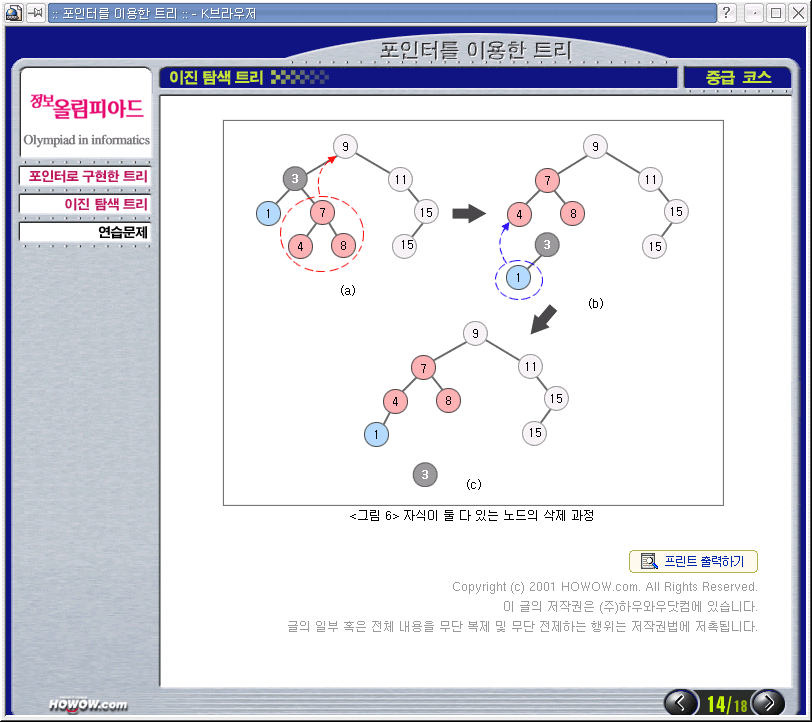 :: 포인터를 이용한 트리 :: - K브라우저
포인터를 이용한 트리
이진 탐색 트리
중급 코스
정보올림피아드
Olympiad in informatics
포인터로 구현한 트리
이진 탐색 트리
연습문제
9
3
11
1
7
15
4
8
15
(a)
9
7
11
4
8
15
3
15
1
(b)
9
7
11
4
8
15
1
15
3
(c)
<그림 6> 자식이 둘 다 있는 노드의 삭제 과정
프린트 출력하기
Copyright (c) 2001 HOWOW.com. All Rights Reserved.
이 글의 저작권은 (주)하우와우닷컴에 있습니다.
글의 일부 혹은 전체 내용을 무단 복제 및 무단 전제하는 행위는 저작권법에 저촉됩니다.
HOWOW.com
14/18